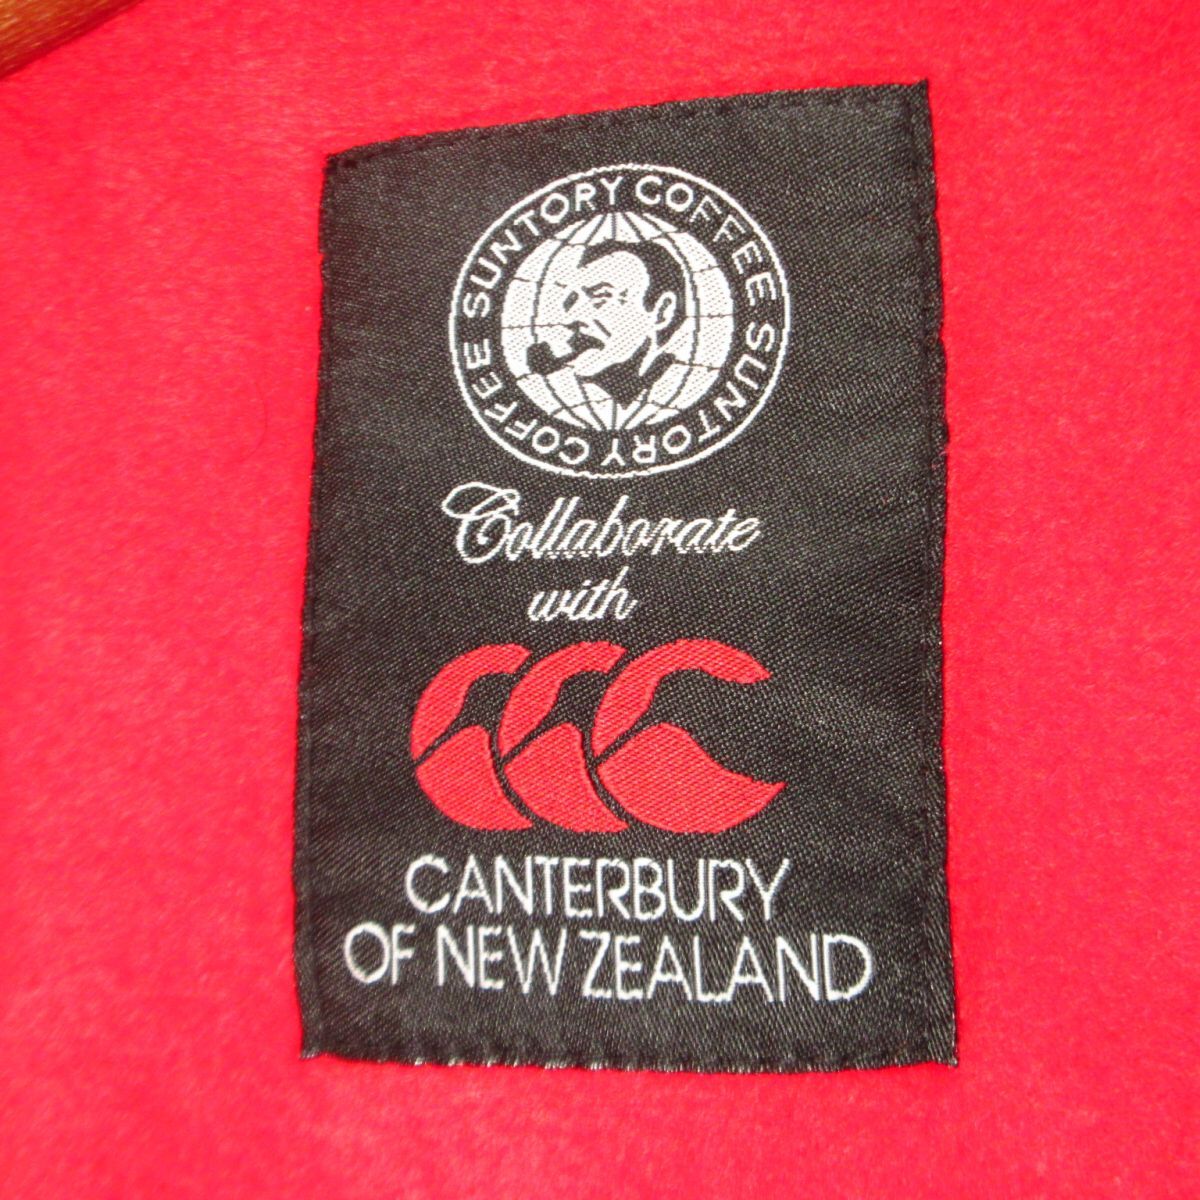 SUNTORY COFFEE SUNTORY COFFEE
Collaborate
with
CANTERBURY
OF NEW ZEALAND